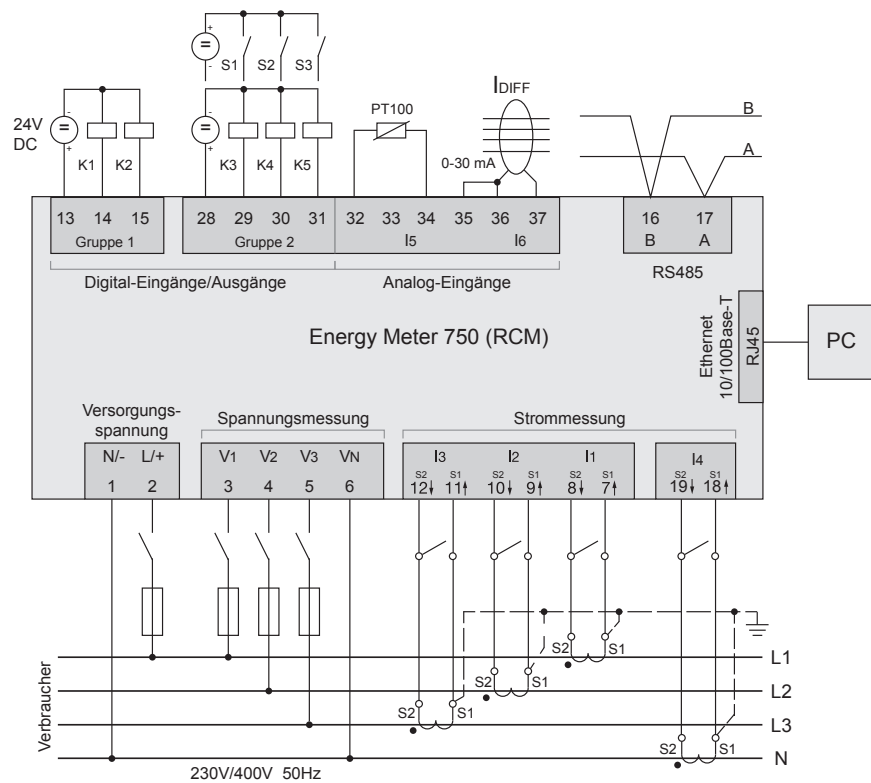 S1 S2 S3
IDIFF
PT100
24V
DC
K1 K2
K3 K4 K5
0-30 mA
B
A
13 14 15
Gruppe 1
28 29 30 31
Gruppe 2
32 33 34 35 36 37
I5 I6
16 17
B A
RS485
Digital-Eingänge/Ausgänge
Analog-Eingänge
Energy Meter 750 (RCM)
Ethernet
10/100Base-T
RJ45
PC
Versorgungs-
spannung
Spannungsmessung
Strommessung
N/- L/+
1 2
V1 V2 V3 VN
3 4 5 6
I3 I2 I1
S2 S1 S2 S1 S2 S1
12 11 10 9 8 7
I4
S2 S1
19 18
S2 S1
S2 S1
S2 S1
S2 S1
L1
L2
L3
N
Verbraucher
230V/400V 50Hz